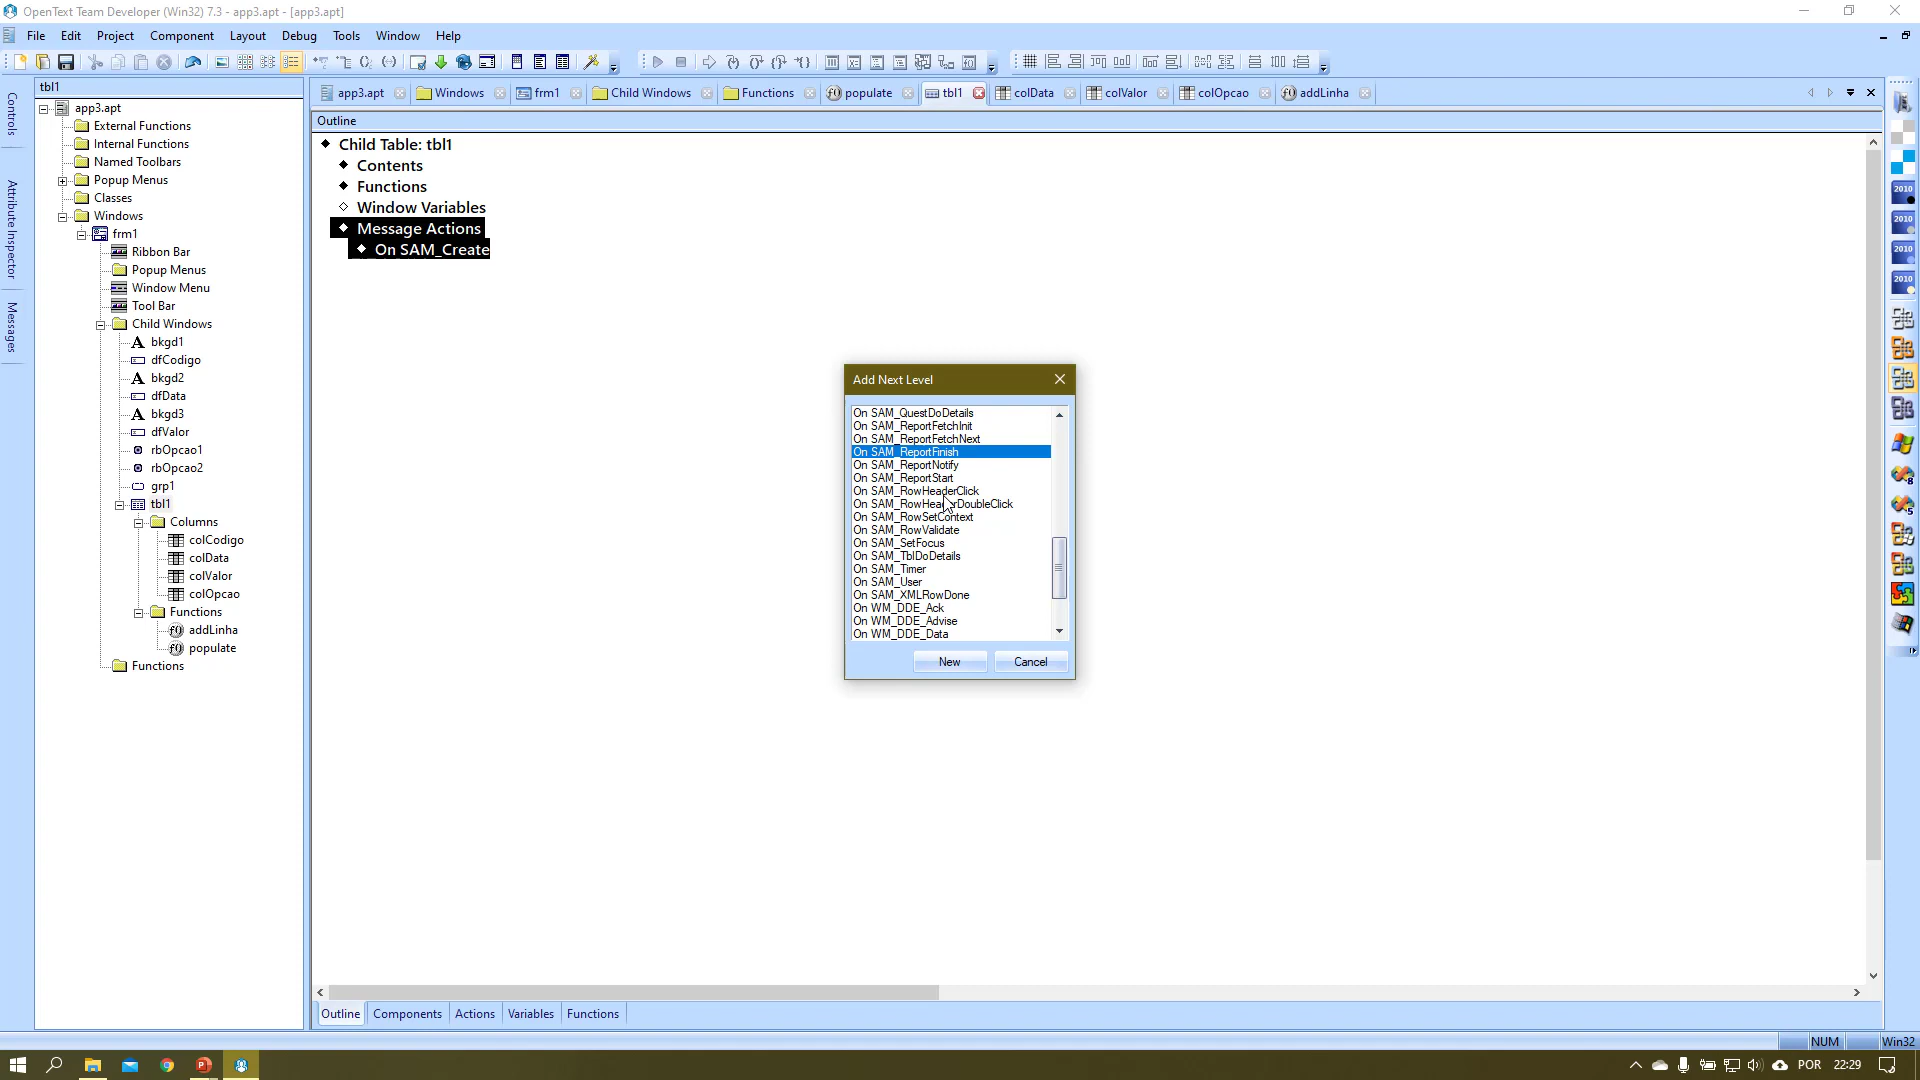 OpenText Team Developer (Win32) 7.3 - app3.apt - [app3.apt]
File Edit Project Component Layout Debug Tools Window Help
tbl1
app3.apt Windows frm1 Child Windows Functions populate tbl1 colData colValor colOpcao addLinha
Controls
Attribute Inspector
Messages
app3.apt
External Functions
Internal Functions
Named Toolbars
Popup Menus
Classes
Windows
frm1
Ribbon Bar
Popup Menus
Window Menu
Tool Bar
Child Windows
bkgd1
dfCodigo
bkgd2
dfData
bkgd3
dfValor
rbOpcao1
rbOpcao2
grp1
tbl1
Columns
colCodigo
colData
colValor
colOpcao
Functions
addLinha
populate
Functions
Outline
Child Table: tbl1
Contents
Functions
Window Variables
Message Actions
On SAM_Create
Add Next Level
On SAM_QuestDoDetails
On SAM_ReportFetchInit
On SAM_ReportFetchNext
On SAM_ReportFinish
On SAM_ReportNotify
On SAM_ReportStart
On SAM_RowHeaderClick
On SAM_RowHeaderDoubleClick
On SAM_RowSetContext
On SAM_RowValidate
On SAM_SetFocus
On SAM_TblDoDetails
On SAM_Timer
On SAM_User
On SAM_XMLRowDone
On WM_DDE_Ack
On WM_DDE_Advise
On WM_DDE_Data
New Cancel
2010
2010
2010
2010
Outline Components Actions Variables Functions
NUM Win32
POR 22:29